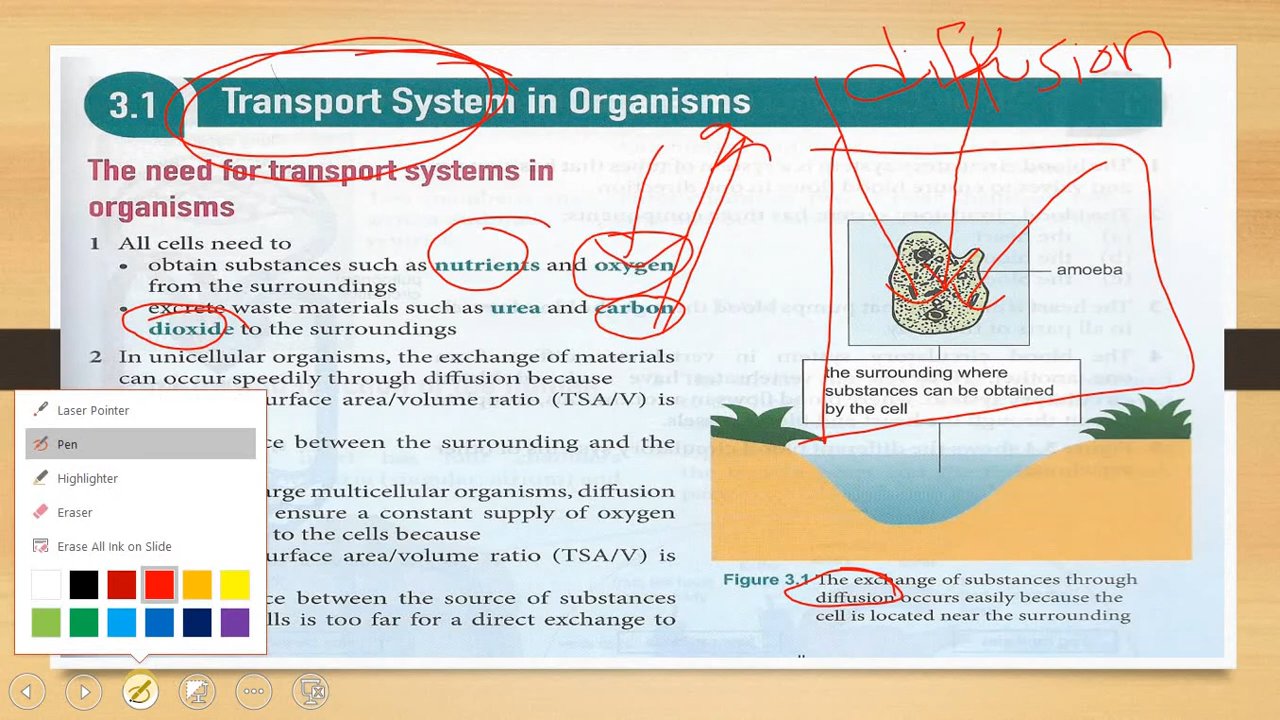 diffusion
3.1 Transport System in Organisms
The need for transport systems in
organisms
1 All cells need to
• obtain substances such as nutrients and oxygen
from the surroundings
• excrete waste materials such as urea and carbon
dioxide to the surroundings
2 In unicellular organisms, the exchange of materials
can occur speedily through diffusion because
urface area/volume ratio (TSA/V) is
ce between the surrounding and the
arge multicellular organisms, diffusion
ensure a constant supply of oxygen
to the cells because
urface area/volume ratio (TSA/V) is
ce between the source of substances
lls is too far for a direct exchange to
amoeba
the surrounding where
substances can be obtained
by the cell
Figure 3.1 The exchange of substances through
diffusion occurs easily because the
cell is located near the surrounding
Laser Pointer
Pen
Highlighter
Eraser
Erase All Ink on Slide